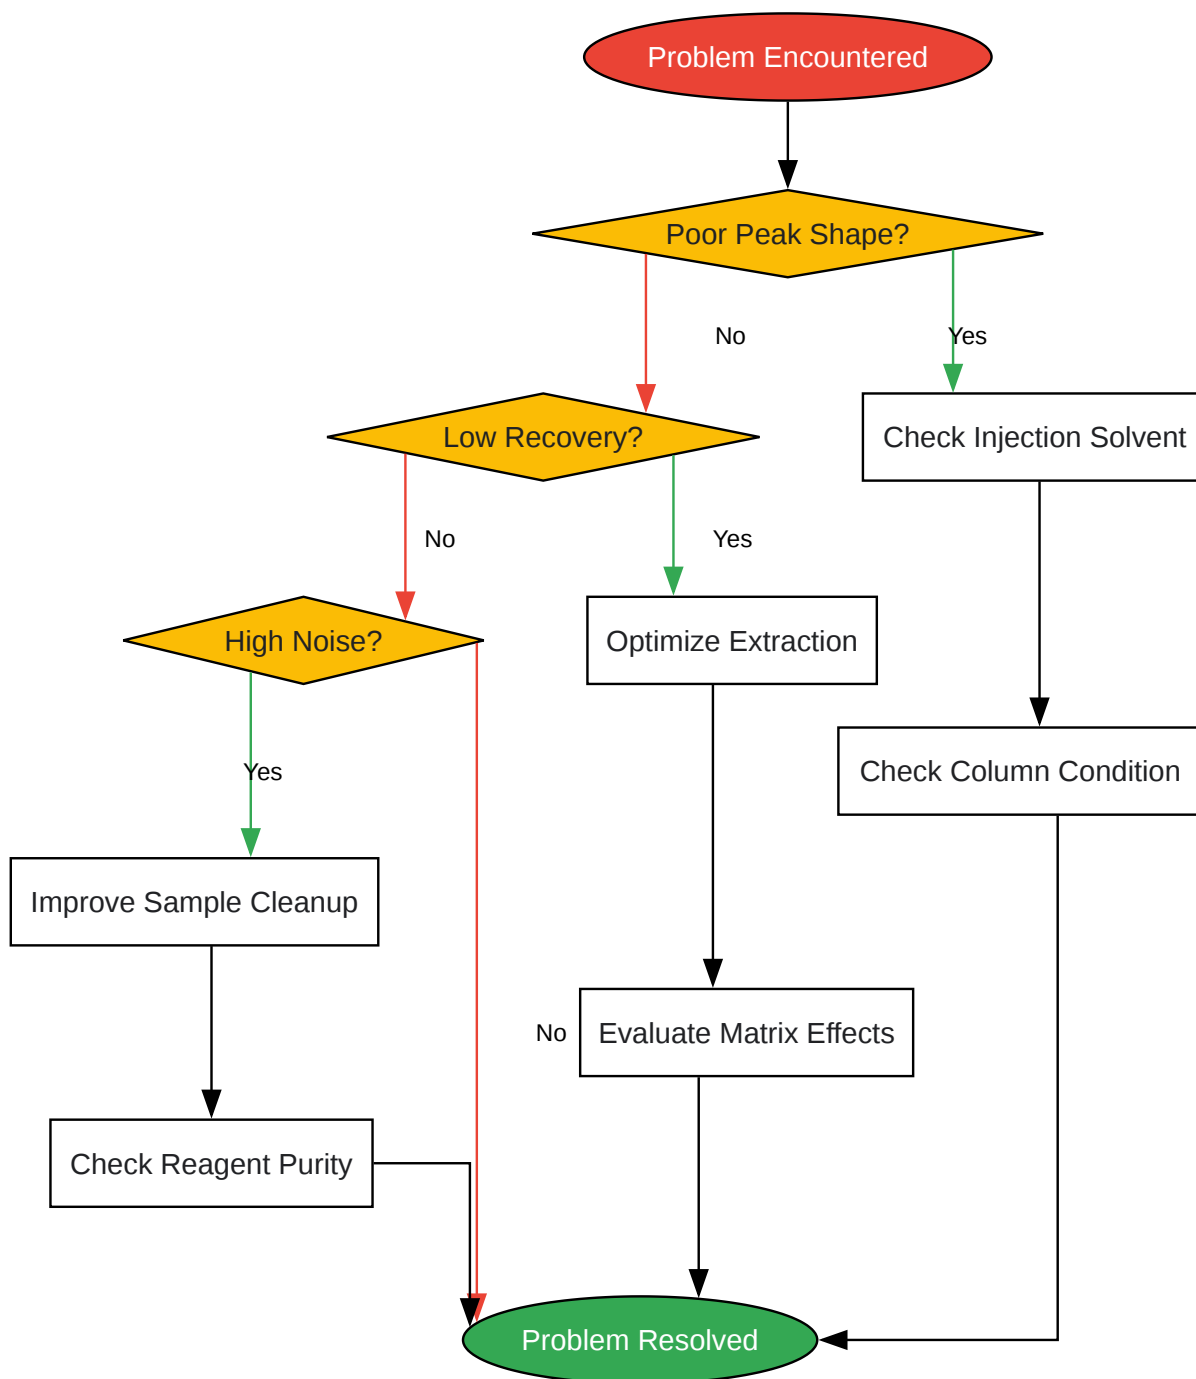 Problem Encountered
Poor Peak Shape?
No
Yes
Low Recovery?
Check Injection Solvent
No
Yes
High Noise?
Optimize Extraction
Yes
Check Column Condition
Improve Sample Cleanup
No
Evaluate Matrix Effects
Check Reagent Purity
Problem Resolved